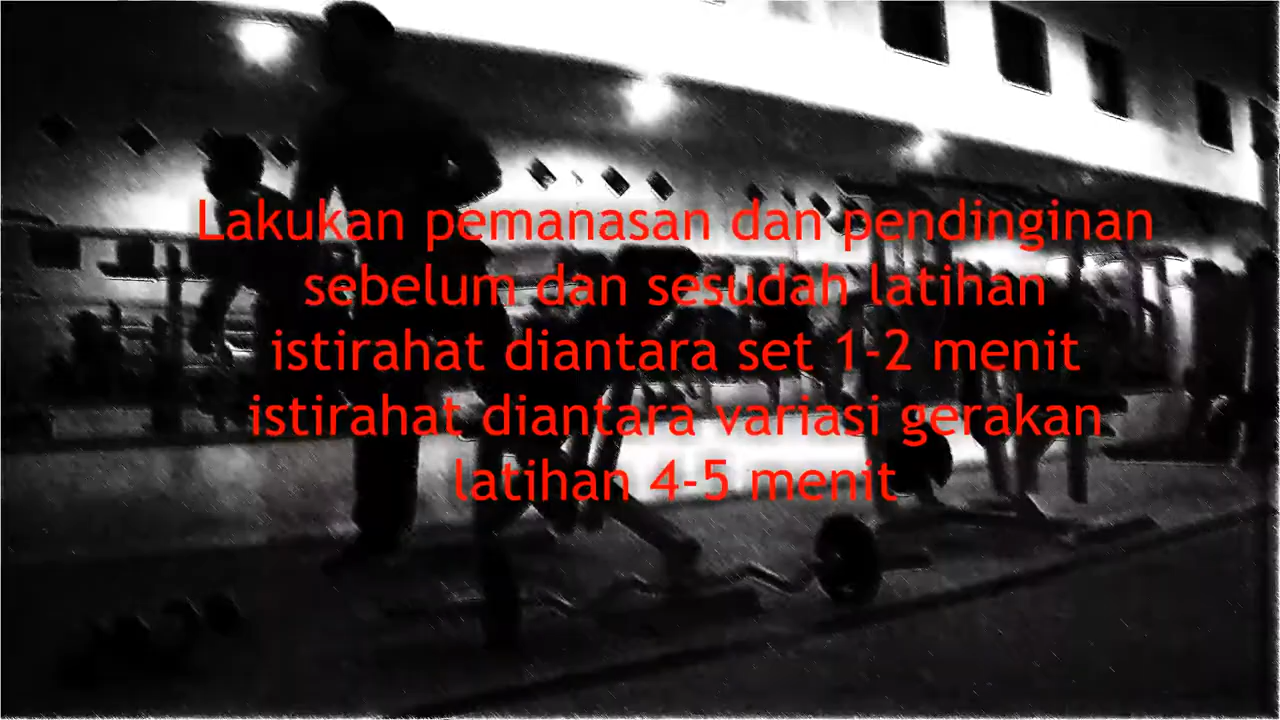 Lakukan pemanasan dan pendinginan
sebelum dan sesudah latihan
istirahat diantara set 1-2 menit
istirahat diantara variasi gerakan
latihan 4-5 menit